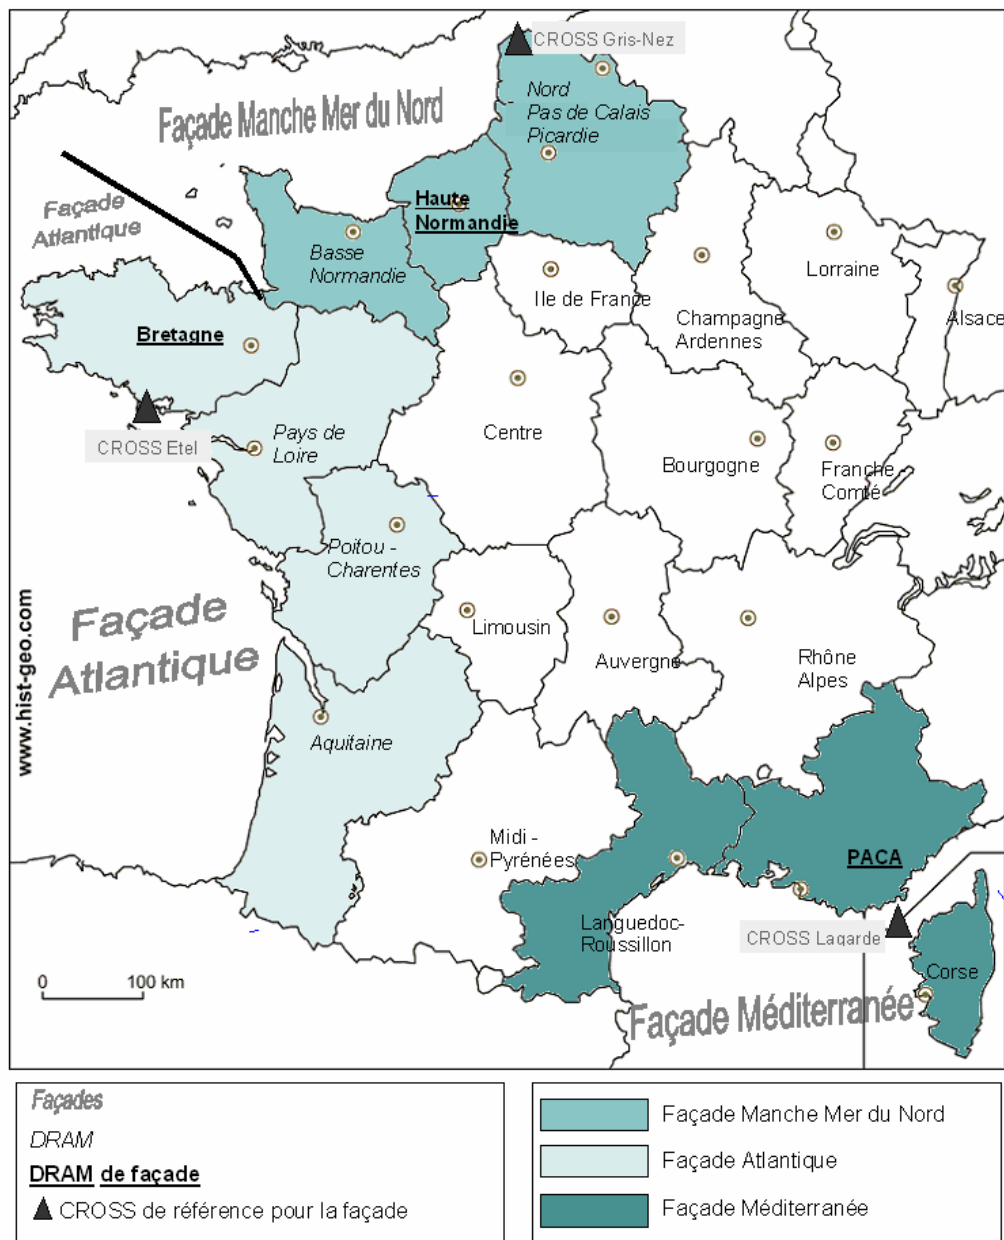 CROSS Gris-Nez
Façade Manche Mer du Nord
Nord
Pas de Calais
Picardie
Façade
Atlantique
Haute
Normandie
Basse
Normandie
Ile de France
Champagne
Ardennes
Lorraine
Alsace
Bretagne
CROSS Etel
Pays de
Loire
Centre
Bourgogne
Franche
Comté
Poitou -
Charentes
Façade
Atlantique
Limousin
Auvergne
Rhône
Alpes
www.hist-geo.com
Aquitaine
Midi -
Pyrénées
PACA
Languedoc-
Roussillon
CROSS Lagarde
Corse
0 100 km
Façade Méditerranée
Façades
DRAM
DRAM de façade
CROSS de référence pour la façade
Façade Manche Mer du Nord
Façade Atlantique
Façade Méditerranée